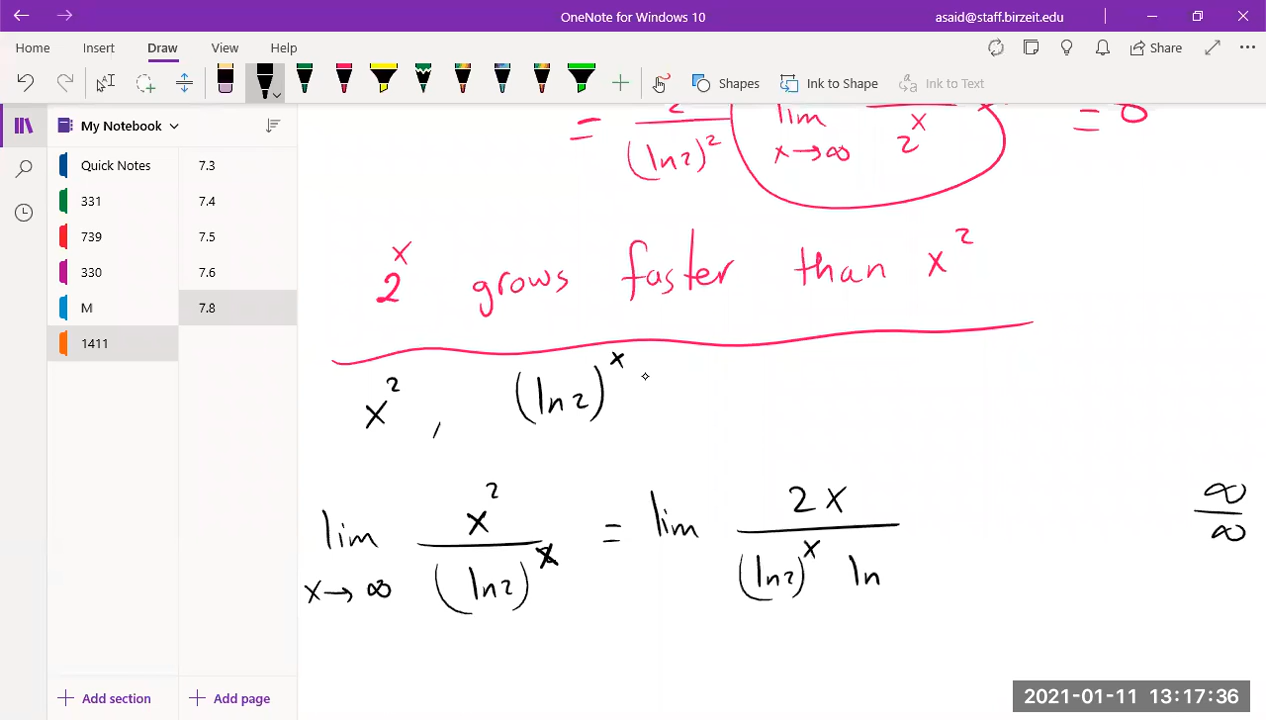 OneNote for Windows 10
asaid@staff.birzeit.edu
Home Insert Draw View Help
Share
Shapes Ink to Shape Ink to Text
My Notebook
Quick Notes
331
739
330
M
1411
7.3
7.4
7.5
7.6
7.8
= 2/(ln2)^2 lim x→∞ 2^x = 0
2^x grows faster than x^2
x^2 , (ln2)^x
lim x→∞ x^2/(ln2)^x = lim 2x/((ln2)^x ln ∞/∞
Add section
Add page
2021-01-11 13:17:36